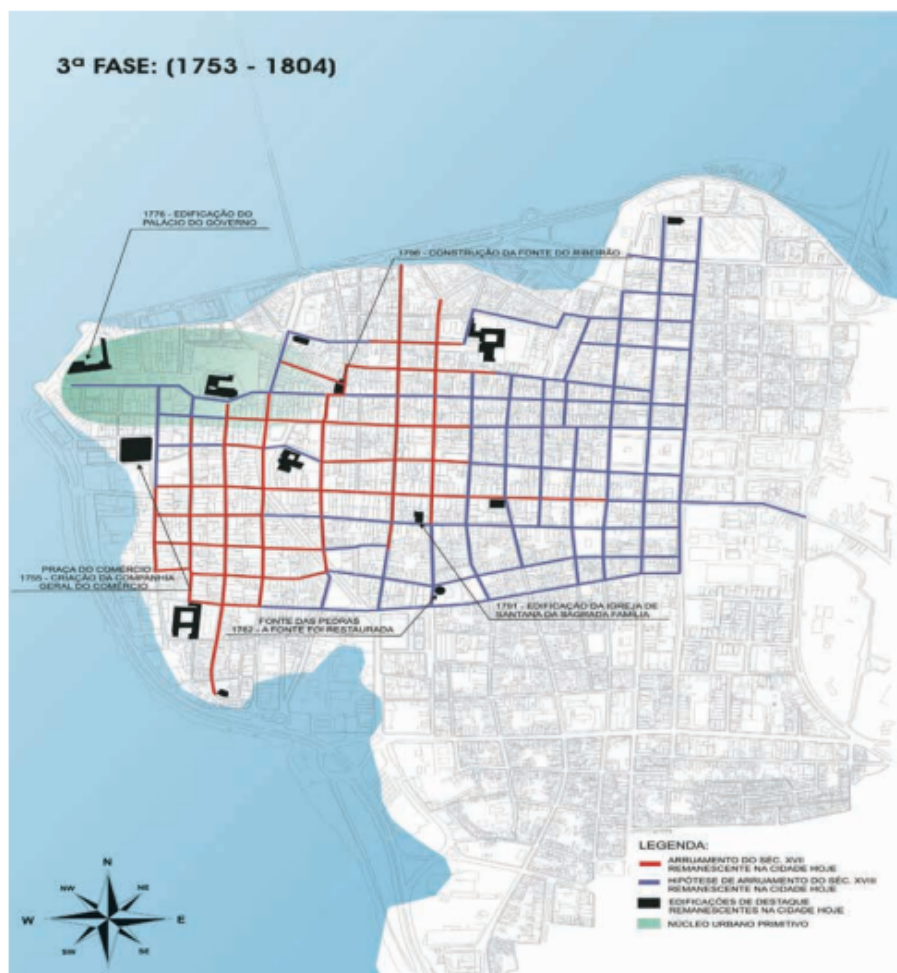 3ª FASE: (1753 - 1804)
1776 - EDIFICAÇÃO DO
PALÁCIO DO GOVERNO
1796 - CONSTRUÇÃO DA FONTE DO RIBEIRÃO
PRAÇA DO COMÉRCIO
1755 - CRIAÇÃO DA COMPANHIA
GERAL DO COMÉRCIO
FONTE DAS PEDRAS
1762 - A FONTE FOI RESTAURADA
1791 - EDIFICAÇÃO DA IGREJA DE
SANTANA DA SAGRADA FAMÍLIA
LEGENDA:
ARRUAMENTO DO SÉC. XVII
REMANESCENTE NA CIDADE HOJE
HIPÓTESE DE ARRUAMENTO DO SÉC. XVIII
REMANESCENTE NA CIDADE HOJE
EDIFICAÇÕES DE DESTAQUE
REMANESCENTES NA CIDADE HOJE
NÚCLEO URBANO PRIMITIVO
N
NW NE
W E
SW SE
S